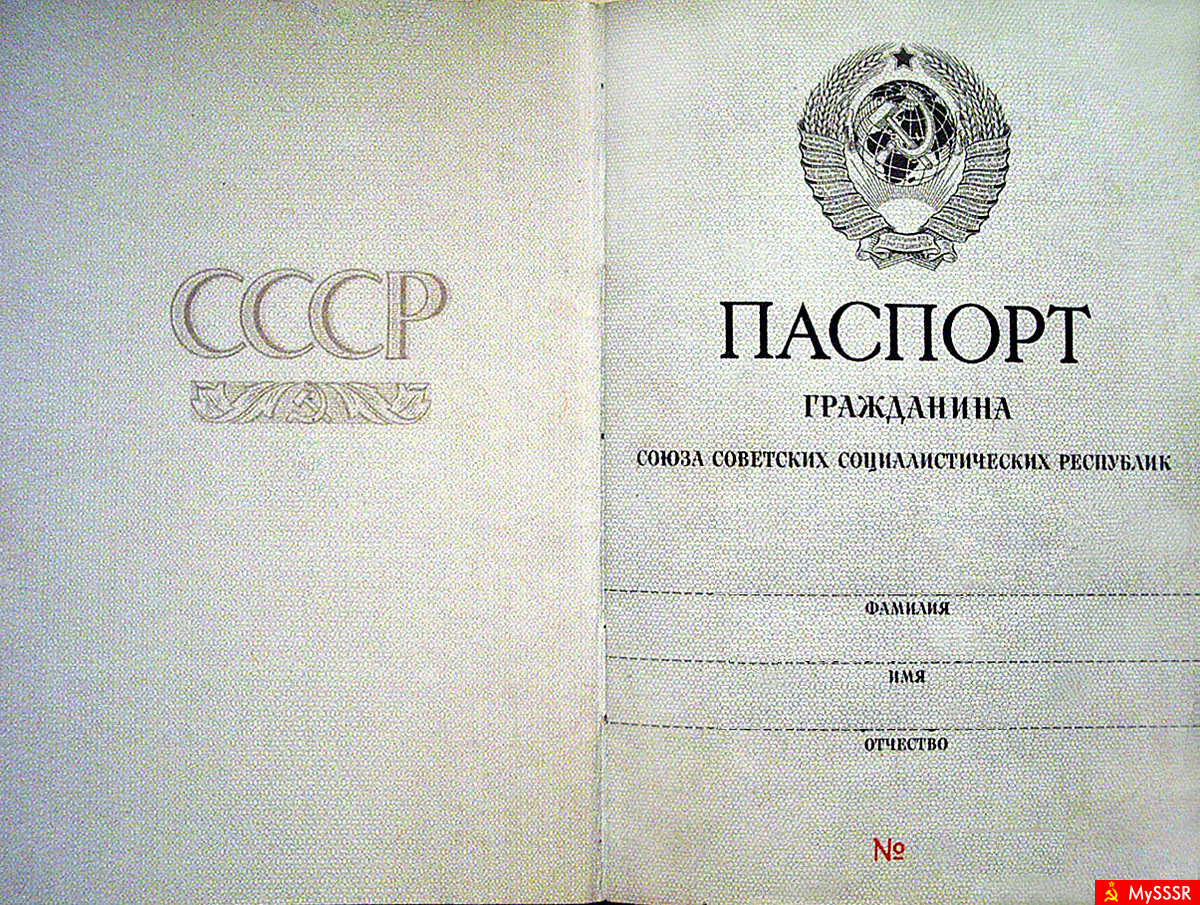 СССР
ПАСПОРТ
ГРАЖДАНИНА
СОЮЗА СОВЕТСКИХ СОЦИАЛИСТИЧЕСКИХ РЕСПУБЛИК
ФАМИЛИЯ
ИМЯ
ОТЧЕСТВО
№
MySSSR